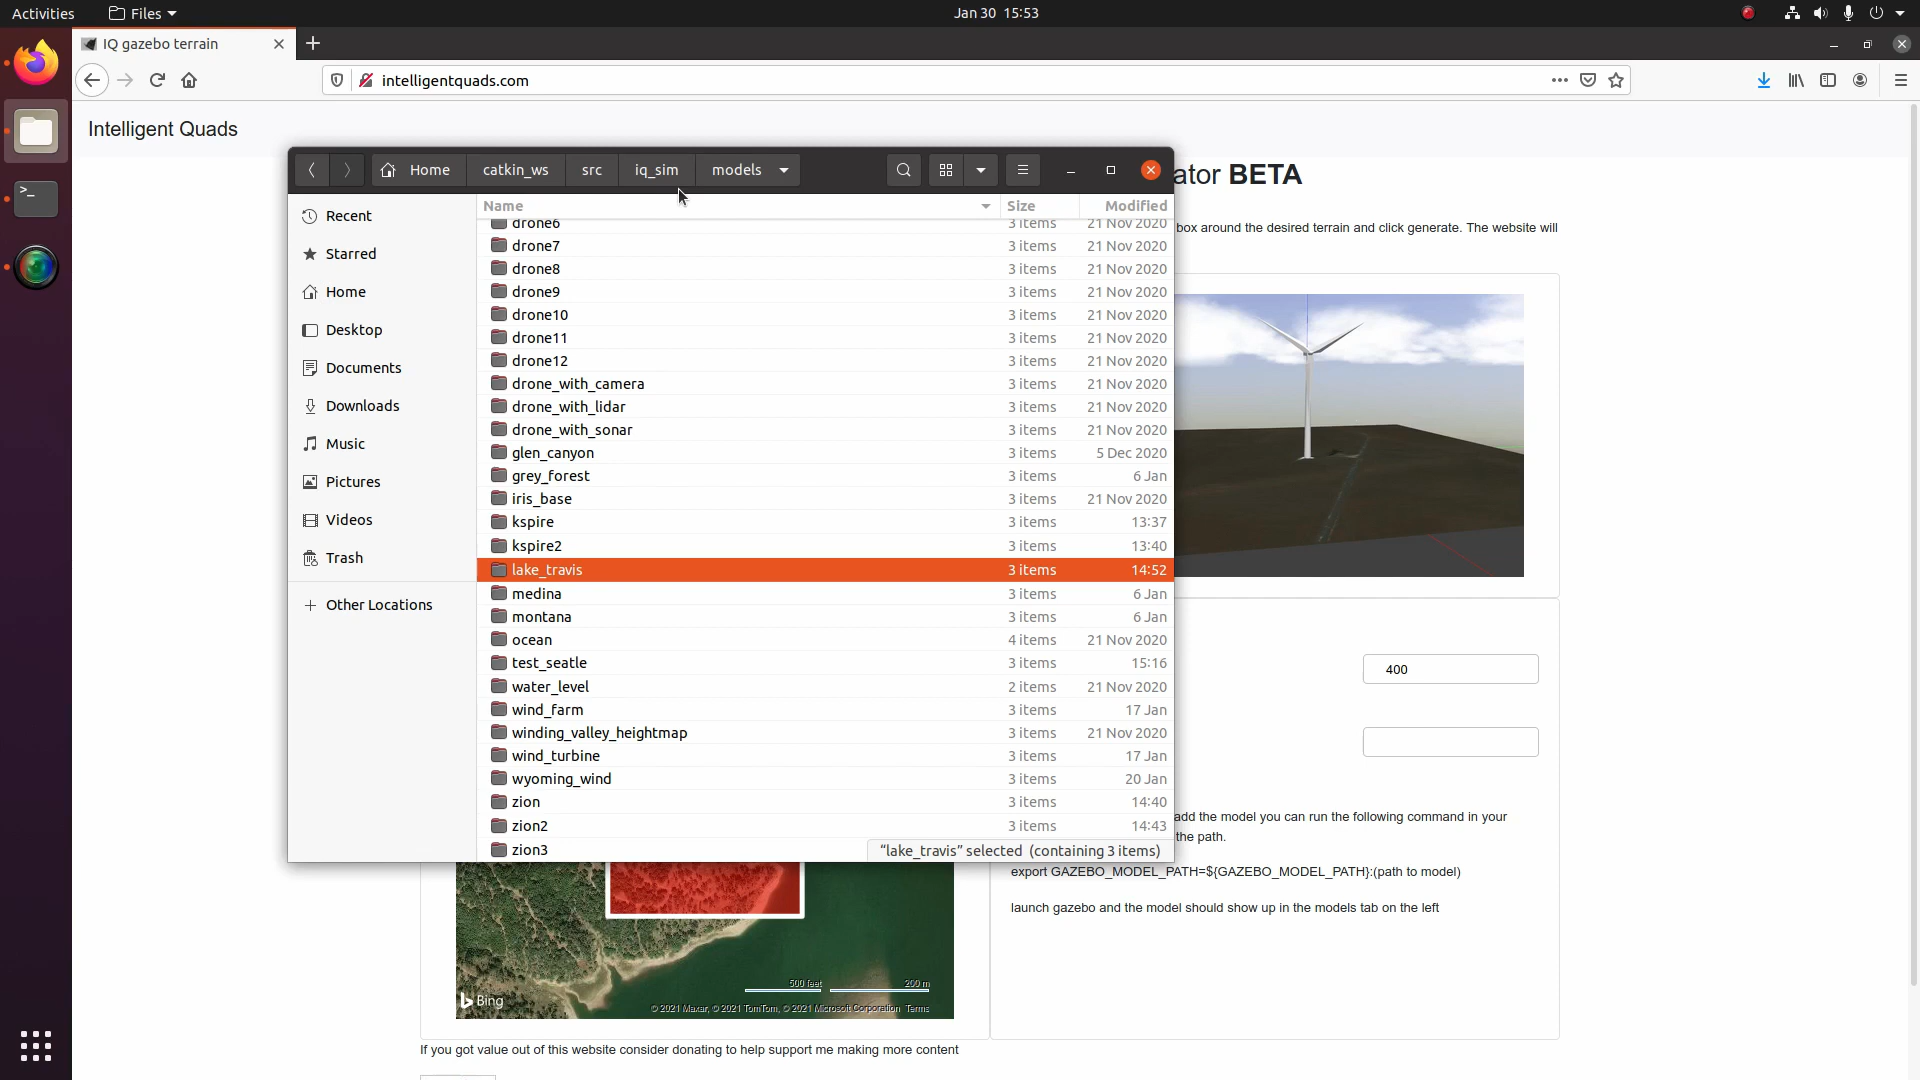 Activities Files Jan 30 15:53
IQ gazebo terrain
intelligentquads.com
Intelligent Quads
Home catkin_ws src iq_sim models
ator BETA
box around the desired terrain and click generate. The website will
Recent
Starred
Home
Desktop
Documents
Downloads
Music
Pictures
Videos
Trash
Other Locations
Name Size Modified
drone6 3 items 21 Nov 2020
drone7 3 items 21 Nov 2020
drone8 3 items 21 Nov 2020
drone9 3 items 21 Nov 2020
drone10 3 items 21 Nov 2020
drone11 3 items 21 Nov 2020
drone12 3 items 21 Nov 2020
drone_with_camera 3 items 21 Nov 2020
drone_with_lidar 3 items 21 Nov 2020
drone_with_sonar 3 items 21 Nov 2020
glen_canyon 3 items 5 Dec 2020
grey_forest 3 items 6 Jan
iris_base 3 items 21 Nov 2020
kspire 3 items 13:37
kspire2 3 items 13:40
lake_travis 3 items 14:52
medina 3 items 6 Jan
montana 3 items 6 Jan
ocean 4 items 21 Nov 2020
test_seatle 3 items 15:16
water_level 2 items 21 Nov 2020
wind_farm 3 items 17 Jan
winding_valley_heightmap 3 items 21 Nov 2020
wind_turbine 3 items 17 Jan
wyoming_wind 3 items 20 Jan
zion 3 items 14:40
zion2 3 items 14:43
zion3
“lake_travis” selected (containing 3 items)
400
add the model you can run the following command in your
the path.
export GAZEBO_MODEL_PATH=${GAZEBO_MODEL_PATH}:(path to model)
launch gazebo and the model should show up in the models tab on the left
500 feet 200 m
Bing
© 2021 Maxar, © 2021 TomTom, © 2021 Microsoft Corporation Terms
If you got value out of this website consider donating to help support me making more content